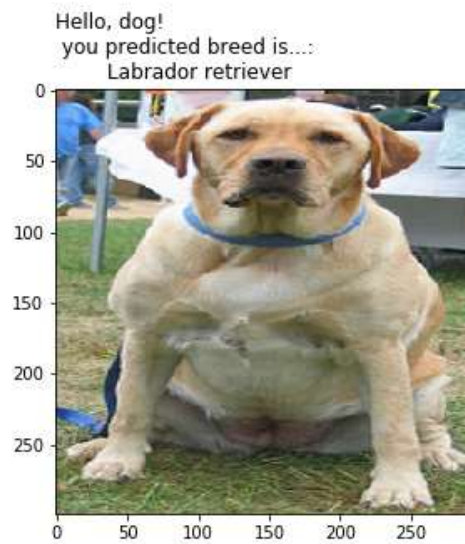 Hello, dog!
you predicted breed is...:
Labrador retriever
0
50
100
150
200
250
0 50 100 150 200 250